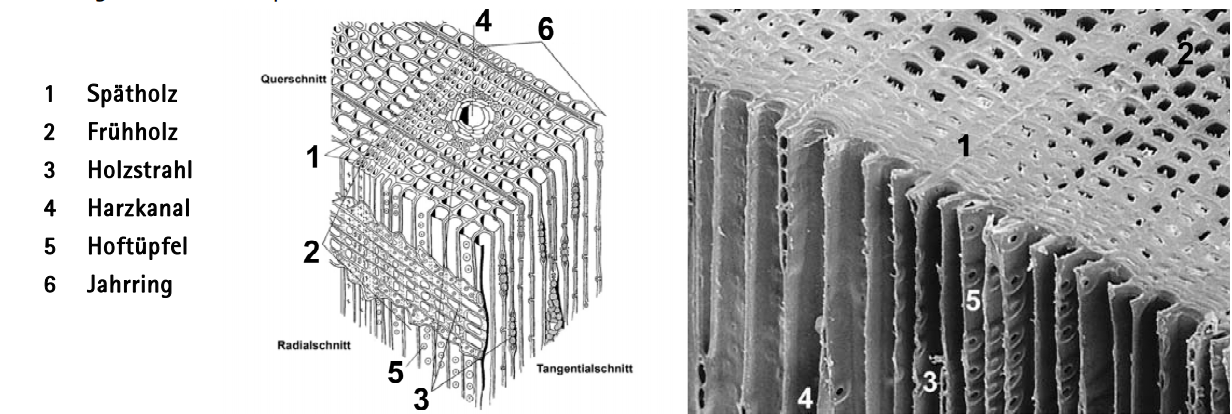 1 Spätholz
2 Frühholz
3 Holzstrahl
4 Harzkanal
5 Hoftüpfel
6 Jahrring
4
6
Querschnitt
1
2
Radialschnitt
5
3
Tangentialschnitt
2
1
5
3
4